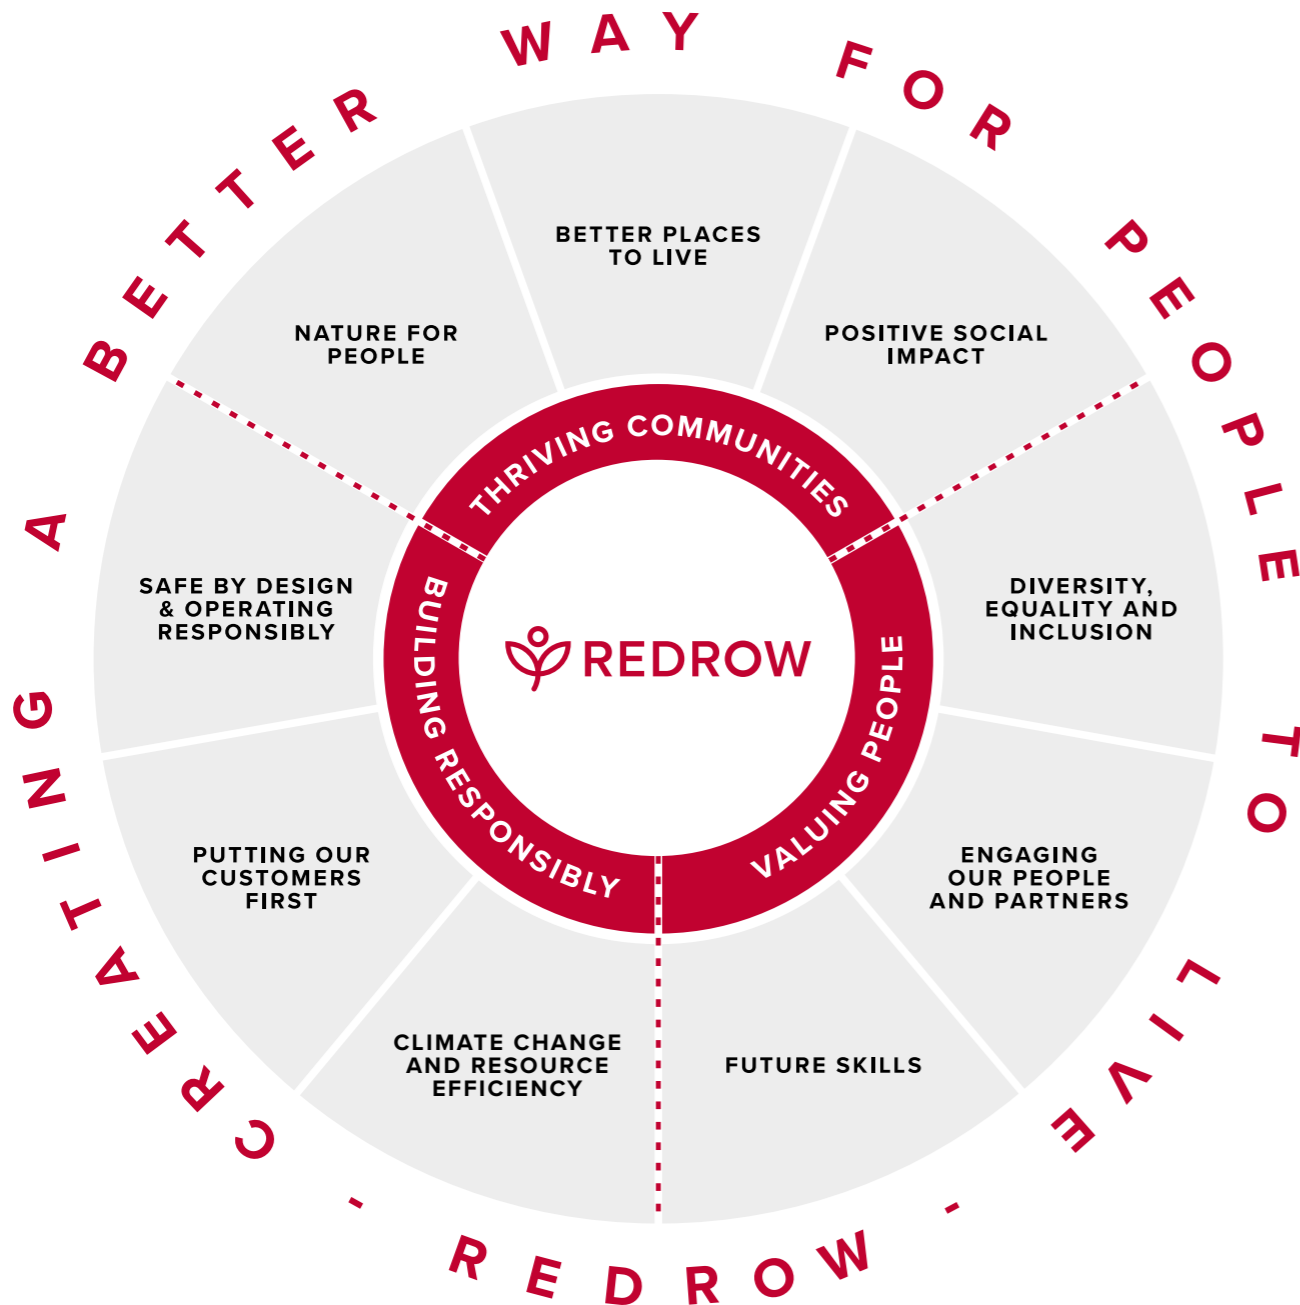 CREATING A BETTER WAY FOR PEOPLE TO LIVE - REDROW -
BETTER PLACES
TO LIVE
POSITIVE SOCIAL
IMPACT
DIVERSITY,
EQUALITY AND
INCLUSION
ENGAGING
OUR PEOPLE
AND PARTNERS
FUTURE SKILLS
CLIMATE CHANGE
AND RESOURCE
EFFICIENCY
PUTTING OUR
CUSTOMERS
FIRST
SAFE BY DESIGN
& OPERATING
RESPONSIBLY
NATURE FOR
PEOPLE
THRIVING COMMUNITIES
VALUING PEOPLE
BUILDING RESPONSIBLY
REDROW